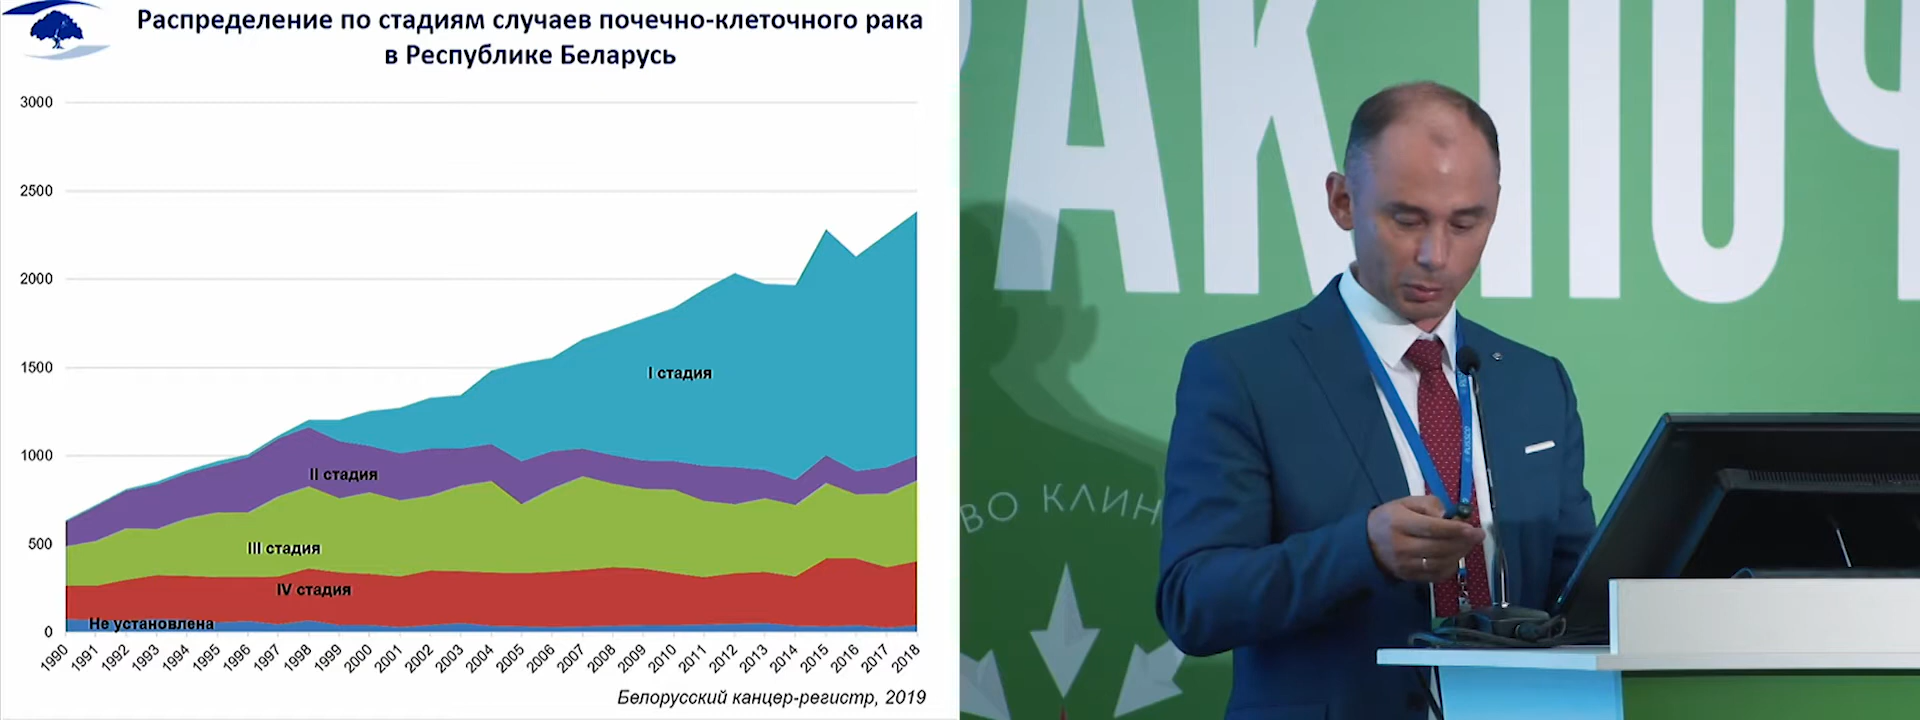 Распределение по стадиям случаев почечно-клеточного рака
в Республике Беларусь
3000
2500
2000
1500
1000
500
0
I стадия
II стадия
III стадия
IV стадия
Не установлена
1990 1991 1992 1993 1994 1995 1996 1997 1998 1999 2000 2001 2002 2003 2004 2005 2006 2007 2008 2009 2010 2011 2012 2013 2014 2015 2016 2017 2018
Белорусский канцер-регистр, 2019
РАК ПОЧ
ВО КЛИН